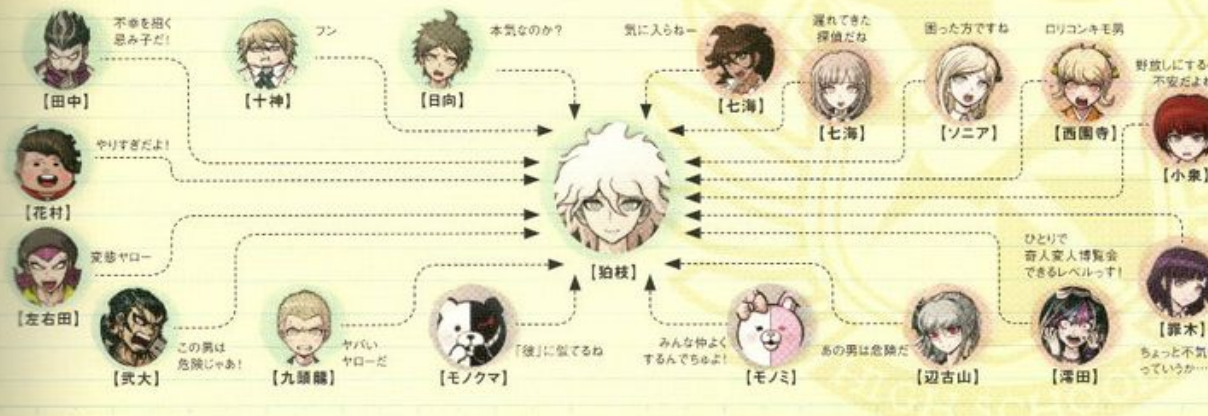 不幸を招く
忌み子だ!
【田中】
フン
【十神】
本気なのか?
【日向】
気に入らねー
【七海】
遅れてきた
探偵だね
【七海】
困った方ですね
【ソニア】
ロリコンキモ男
【西園寺】
野放しにする
不安だよね
【小泉】
やりすぎだよ!
【花村】
【狛枝】
変態ヤロー
【左右田】
この男は
危険じゃあ!
【弐大】
ヤバい
ヤローだ
【九頭龍】
「彼」に似てるね
【モノクマ】
みんな仲よく
するんでちゅよ!
【モノミ】
あの男は危険だ
【辺古山】
ひとりで
奇人変人博覧会
できるレベルっす!
【澪田】
【罪木】
ちょっと不気
っていうか…
HIGH SCHOOL